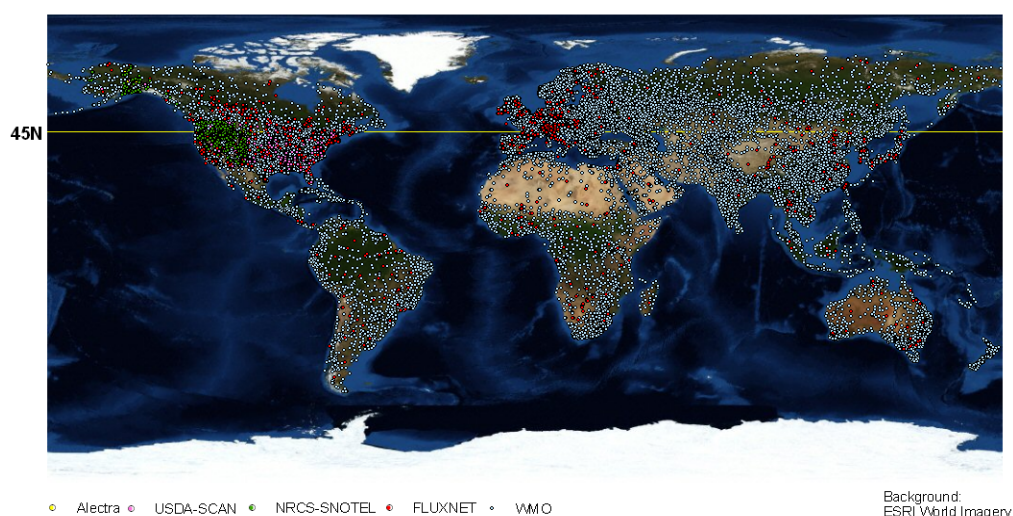 45N
Alectra USDA-SCAN NRCS-SNOTEL FLUXNET WMO
Background:
ESRI World Imagery